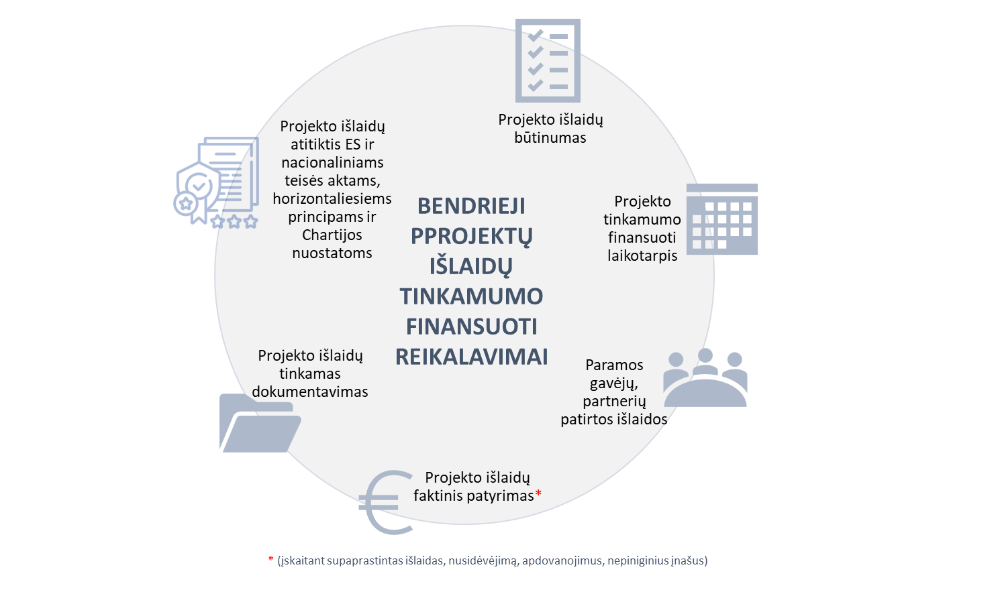 Projekto išlaidų
būtinumas
Projekto išlaidų
atitiktis ES ir
nacionaliniams
teisės aktams,
horizontaliesiems
principams ir
Chartijos
nuostatoms
BENDRIEJI
PPROJEKTŲ
IŠLAIDŲ
TINKAMUMO
FINANSUOTI
REIKALAVIMAI
Projekto
tinkamumo
finansuoti
laikotarpis
Paramos
gavėjų,
partnerių
patirtos išlaidos
Projekto išlaidų
tinkamas
dokumentavimas
Projekto išlaidų
faktinis patyrimas*
* (įskaitant supaprastintas išlaidas, nusidėvėjimą, apdovanojimus, nepiniginius įnašus)